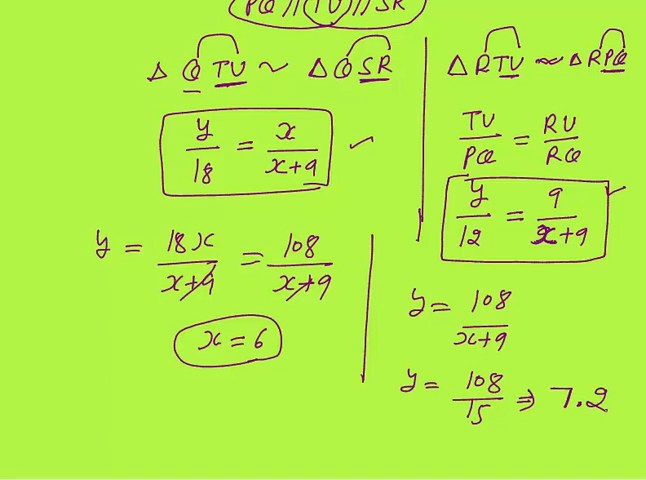 PQ // TU // SR
Δ QTU ~ Δ QSR
y/18 = x/(x+9) ✓
y = 18x/(x+9) = 108/(x+9)
x = 6
Δ RTU ~ Δ RPQ
TU/PQ = RU/RQ
y/12 = 9/(x+9) ✓
y = 108/(x+9)
y = 108/15 ⇒ 7.2